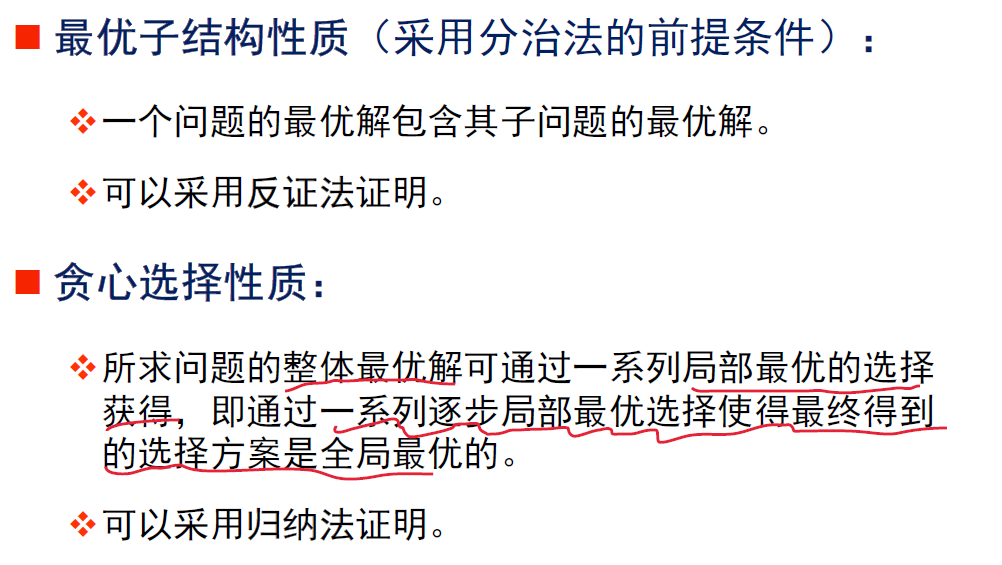 最优子结构性质（采用分治法的前提条件）：
一个问题的最优解包含其子问题的最优解。
可以采用反证法证明。
贪心选择性质：
所求问题的整体最优解可通过一系列局部最优的选择
获得，即通过一系列逐步局部最优选择使得最终得到
的选择方案是全局最优的。
可以采用归纳法证明。